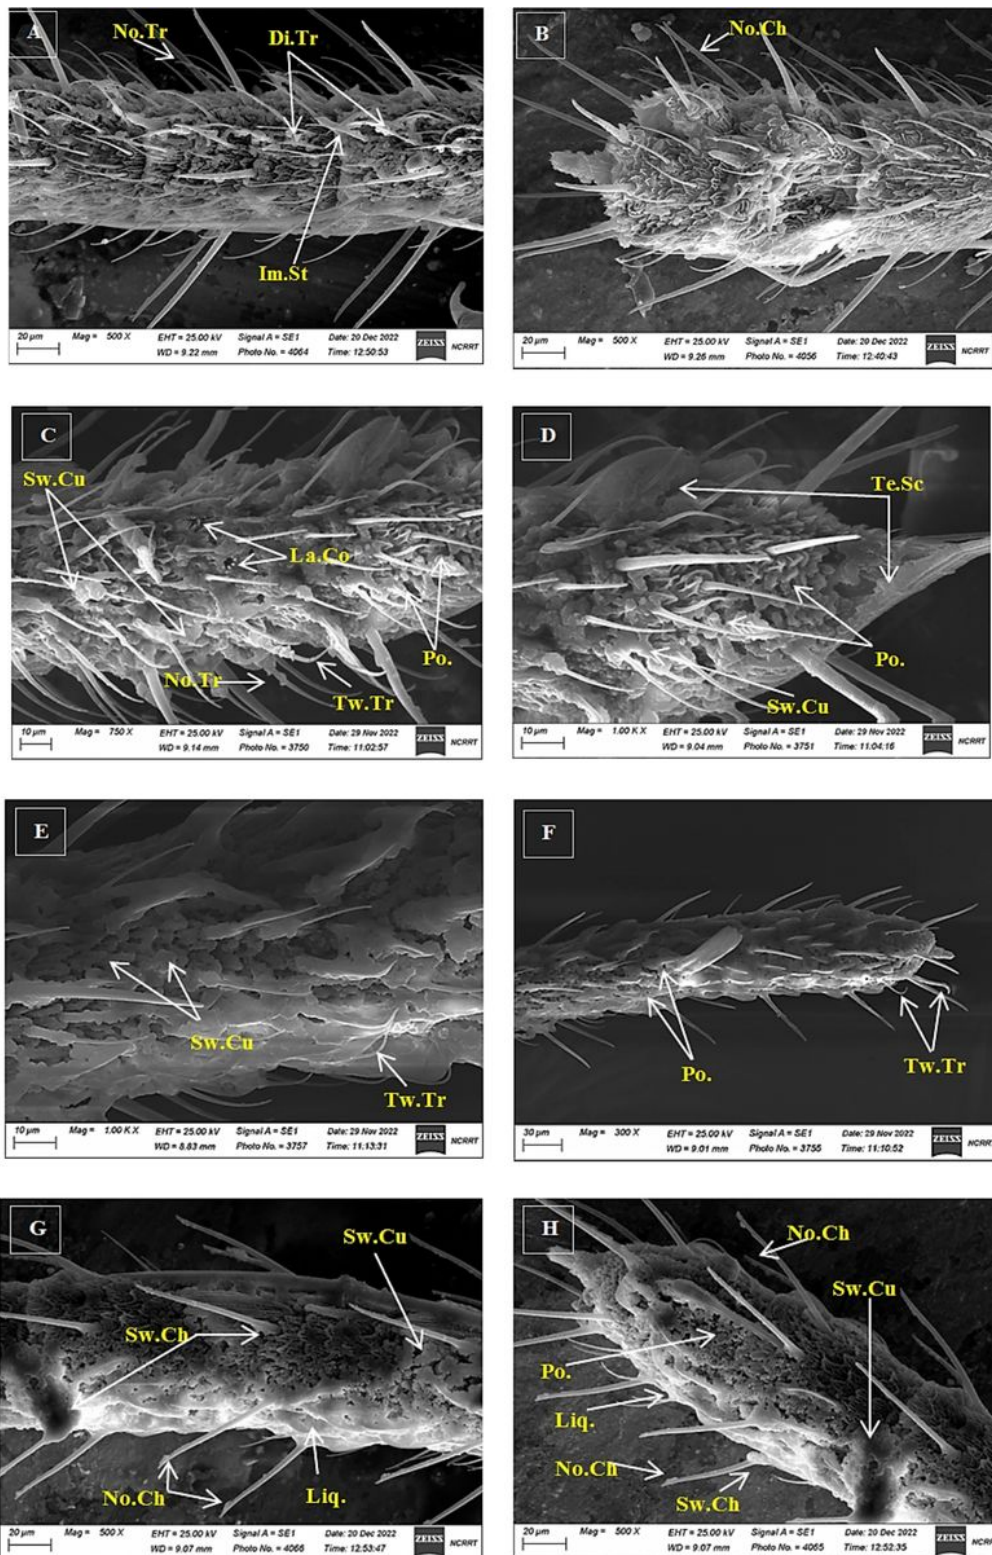 A
No.Tr
Di.Tr
Im.St
20 µm Mag = 500 X EHT = 25.00 kV Signal A = SE1 Date: 20 Dec 2022 ZEISS NCRRT
WD = 9.22 mm Photo No. = 4064 Time: 12:50:53
B
No.Ch
20 µm Mag = 500 X EHT = 25.00 kV Signal A = SE1 Date: 20 Dec 2022 ZEISS NCRRT
WD = 9.26 mm Photo No. = 4056 Time: 12:40:43
C
Sw.Cu
La.Co
Po.
No.Tr
Tw.Tr
10 µm Mag = 750 X EHT = 25.00 kV Signal A = SE1 Date: 29 Nov 2022 ZEISS NCRRT
WD = 9.14 mm Photo No. = 3750 Time: 11:02:57
D
Te.Sc
Po.
Sw.Cu
10 µm Mag = 1.00 K X EHT = 25.00 kV Signal A = SE1 Date: 29 Nov 2022 ZEISS NCRRT
WD = 9.04 mm Photo No. = 3751 Time: 11:04:16
E
Sw.Cu
Tw.Tr
10 µm Mag = 1.00 K X EHT = 25.00 kV Signal A = SE1 Date: 29 Nov 2022 ZEISS NCRRT
WD = 8.83 mm Photo No. = 3757 Time: 11:13:31
F
Po.
Tw.Tr
30 µm Mag = 300 X EHT = 25.00 kV Signal A = SE1 Date: 29 Nov 2022 ZEISS NCRRT
WD = 9.01 mm Photo No. = 3755 Time: 11:10:52
G
Sw.Cu
Sw.Ch
No.Ch
Liq.
20 µm Mag = 500 X EHT = 25.00 kV Signal A = SE1 Date: 20 Dec 2022 ZEISS NCRRT
WD = 9.07 mm Photo No. = 4066 Time: 12:53:47
H
No.Ch
Sw.Cu
Po.
Liq.
No.Ch
Sw.Ch
20 µm Mag = 500 X EHT = 25.00 kV Signal A = SE1 Date: 20 Dec 2022 ZEISS NCRRT
WD = 9.07 mm Photo No. = 4065 Time: 12:52:35